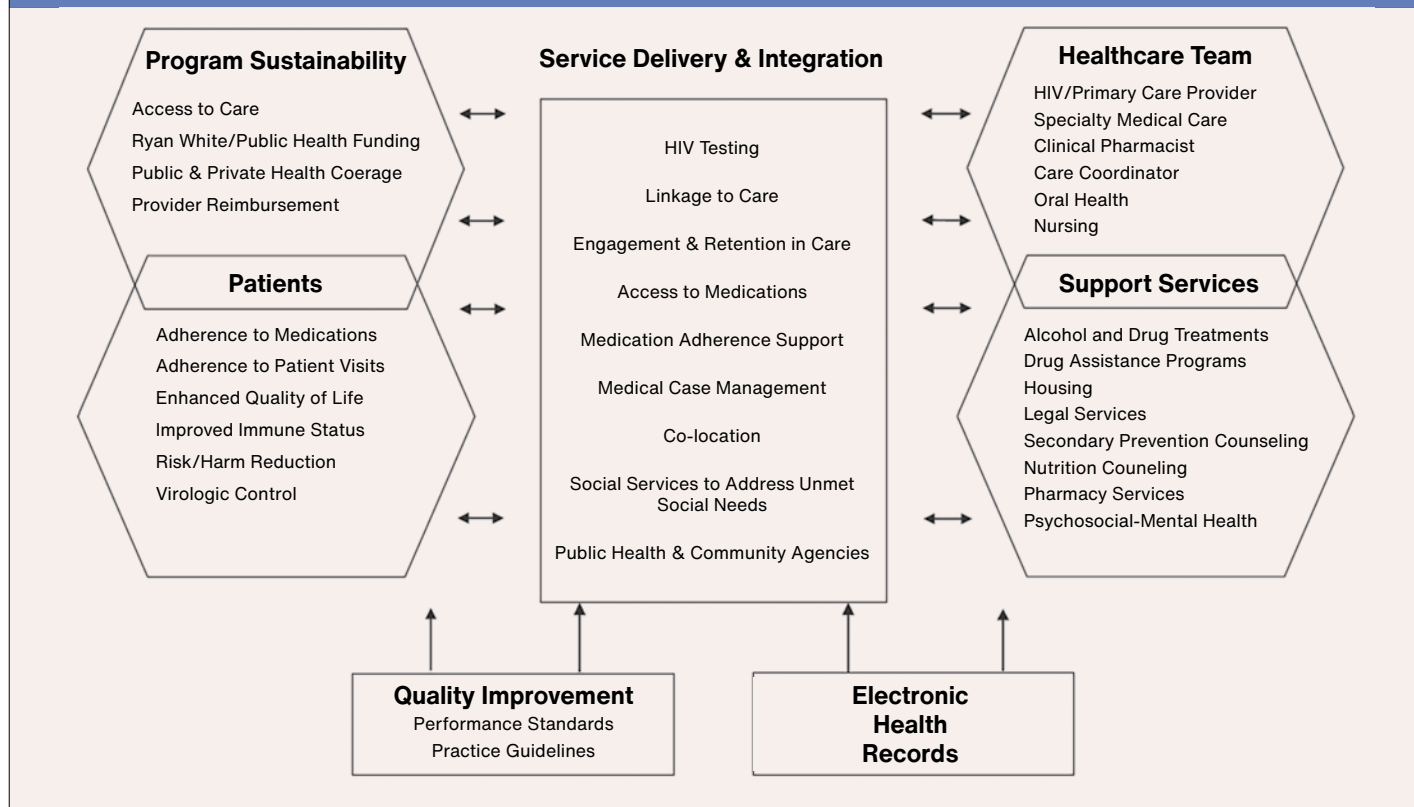 Program Sustainability
Access to Care
Ryan White/Public Health Funding
Public & Private Health Coerage
Provider Reimbursement
Patients
Adherence to Medications
Adherence to Patient Visits
Enhanced Quality of Life
Improved Immune Status
Risk/Harm Reduction
Virologic Control
Service Delivery & Integration
HIV Testing
Linkage to Care
Engagement & Retention in Care
Access to Medications
Medication Adherence Support
Medical Case Management
Co-location
Social Services to Address Unmet
Social Needs
Public Health & Community Agencies
Healthcare Team
HIV/Primary Care Provider
Specialty Medical Care
Clinical Pharmacist
Care Coordinator
Oral Health
Nursing
Support Services
Alcohol and Drug Treatments
Drug Assistance Programs
Housing
Legal Services
Secondary Prevention Counseling
Nutrition Couneling
Pharmacy Services
Psychosocial-Mental Health
Quality Improvement
Performance Standards
Practice Guidelines
Electronic
Health
Records